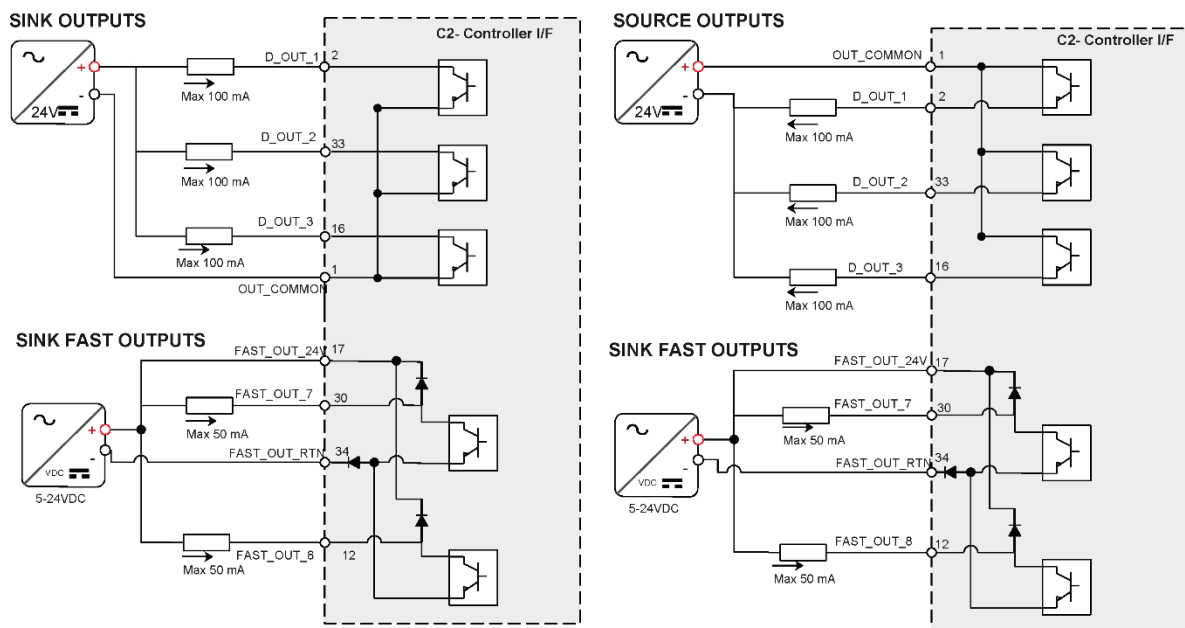 SINK OUTPUTS
C2- Controller I/F
24V
+
-
D_OUT_1
2
Max 100 mA
D_OUT_2
33
Max 100 mA
D_OUT_3
16
Max 100 mA
1
OUT_COMMON
SINK FAST OUTPUTS
FAST_OUT_24V
17
FAST_OUT_7
30
Max 50 mA
+
-
VDC
5-24VDC
FAST_OUT_RTN
34
FAST_OUT_8
12
Max 50 mA
SOURCE OUTPUTS
C2- Controller I/F
OUT_COMMON
1
24V
+
-
D_OUT_1
2
Max 100 mA
D_OUT_2
33
Max 100 mA
D_OUT_3
16
Max 100 mA
SINK FAST OUTPUTS
FAST_OUT_24V
17
FAST_OUT_7
30
Max 50 mA
+
-
VDC
5-24VDC
FAST_OUT_RTN
34
FAST_OUT_8
12
Max 50 mA